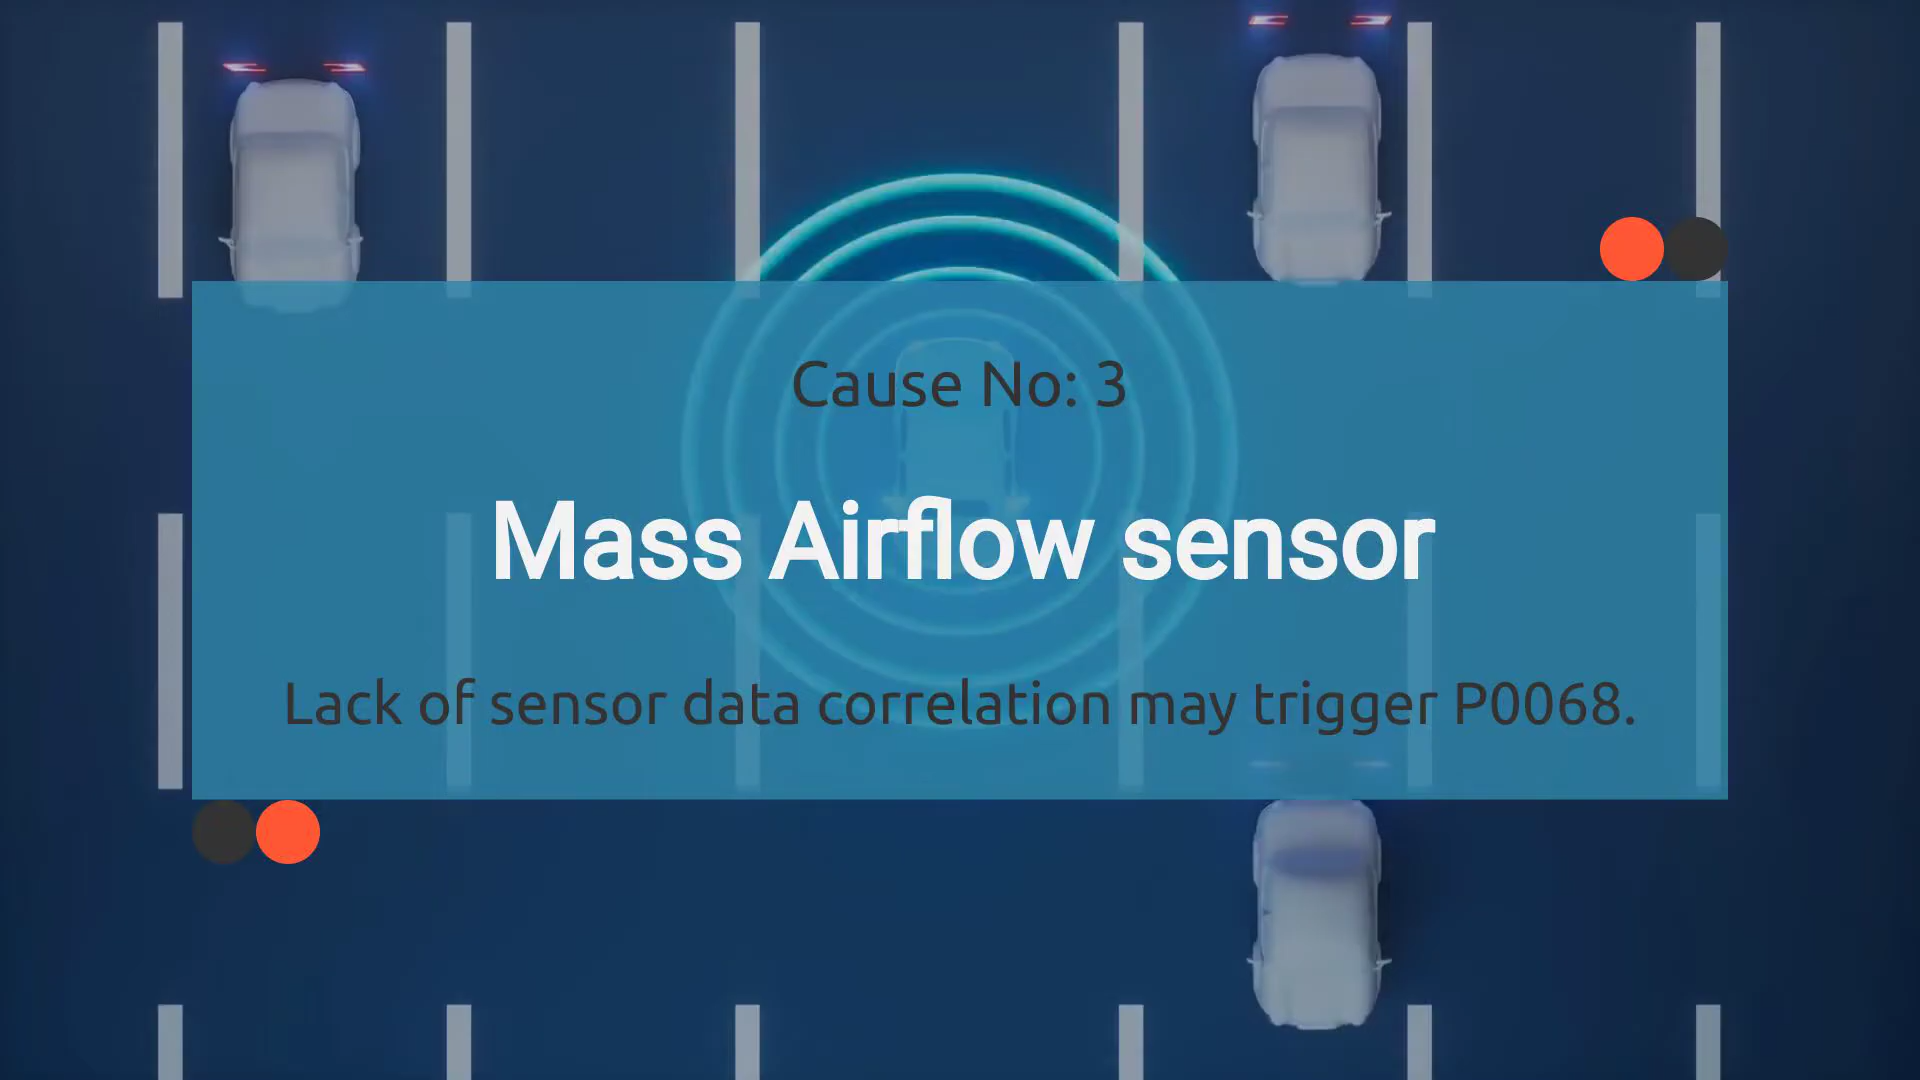 Cause No: 3
Mass Airflow sensor
Lack of sensor data correlation may trigger P0068.